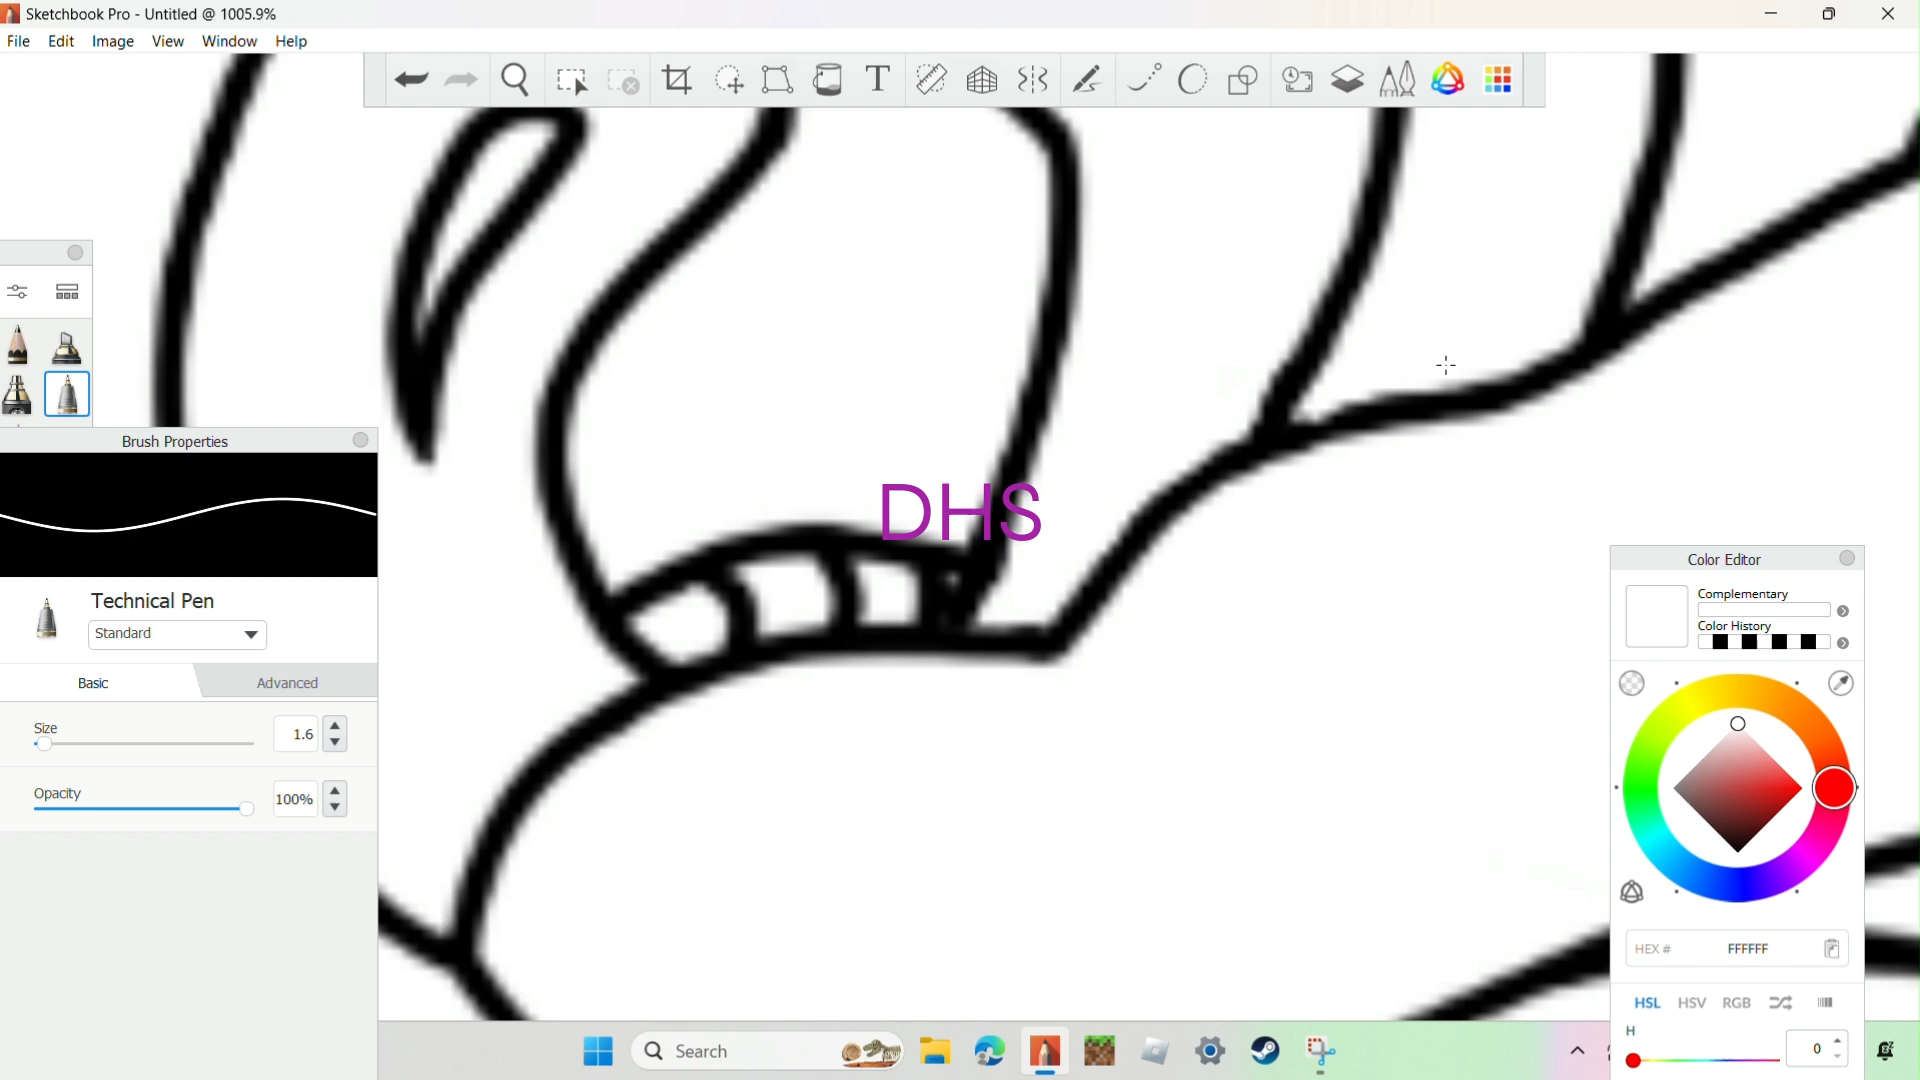 Sketchbook Pro - Untitled @ 1005.9%
File Edit Image View Window Help
T
Brush Properties
DHS
Technical Pen
Standard
Basic Advanced
Size 1.6
Opacity 100%
Color Editor
Complementary
Color History
HEX # FFFFFF
HSL HSV RGB
H 0
Search